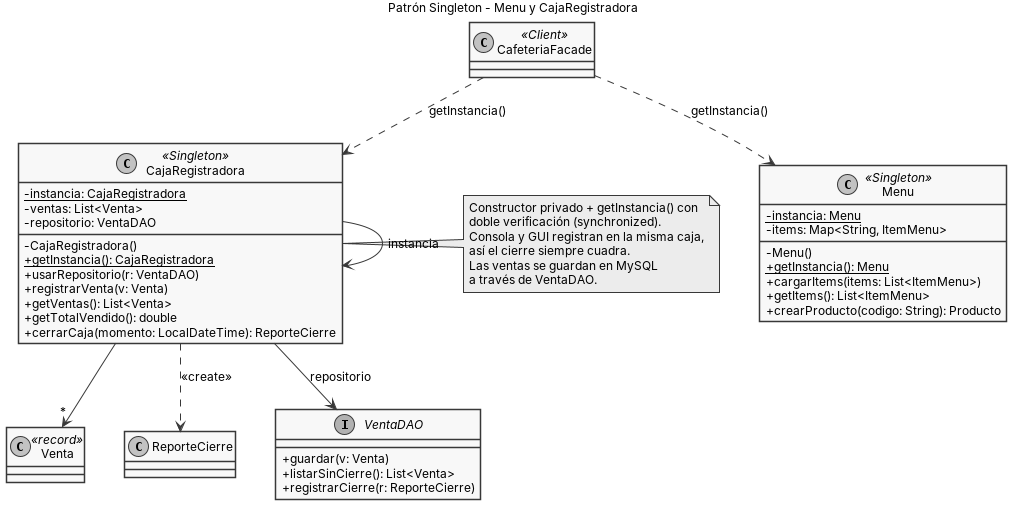 Patrón Singleton - Menu y CajaRegistradora
C
«Client»
CafeteriaFacade
getInstancia()
getInstancia()
C
«Singleton»
CajaRegistradora
-instancia: CajaRegistradora
-ventas: List<Venta>
-repositorio: VentaDAO
-CajaRegistradora()
+getInstancia(): CajaRegistradora
+usarRepositorio(r: VentaDAO)
+registrarVenta(v: Venta)
+getVentas(): List<Venta>
+getTotalVendido(): double
+cerrarCaja(momento: LocalDateTime): ReporteCierre
instancia
Constructor privado + getInstancia() con
doble verificación (synchronized).
Consola y GUI registran en la misma caja,
así el cierre siempre cuadra.
Las ventas se guardan en MySQL
a través de VentaDAO.
C
«Singleton»
Menu
-instancia: Menu
-items: Map<String, ItemMenu>
-Menu()
+getInstancia(): Menu
+cargarItems(items: List<ItemMenu>)
+getItems(): List<ItemMenu>
+crearProducto(codigo: String): Producto
*
«create»
repositorio
C
«record»
Venta
C
ReporteCierre
I
VentaDAO
+guardar(v: Venta)
+listarSinCierre(): List<Venta>
+registrarCierre(r: ReporteCierre)